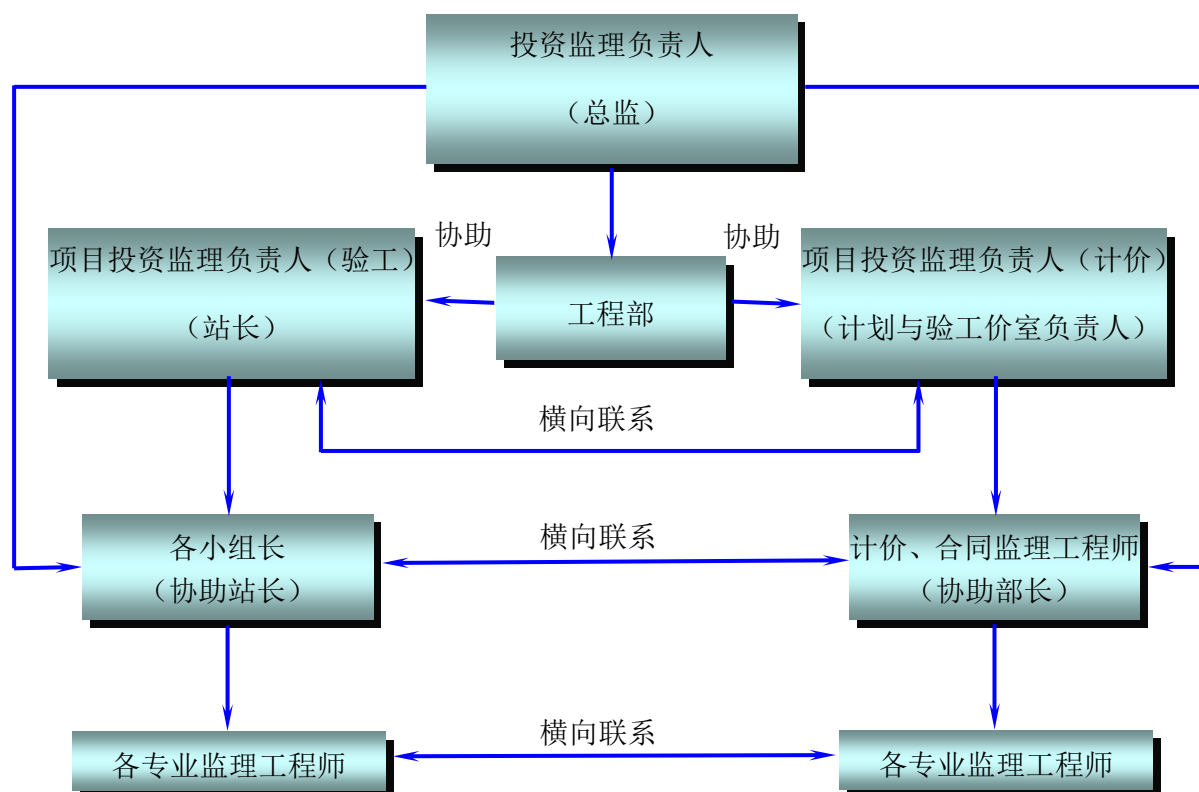 投资监理负责人
（总监）
协助
协助
项目投资监理负责人（验工）
（站长）
工程部
项目投资监理负责人（计价）
（计划与验工价室负责人）
横向联系
各小组长
（协助站长）
横向联系
计价、合同监理工程师
（协助部长）
各专业监理工程师
横向联系
各专业监理工程师